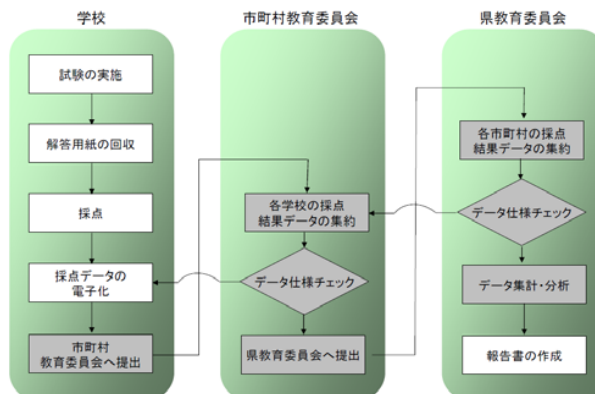 学校
試験の実施
解答用紙の回収
採点
採点データの
電子化
市町村
教育委員会へ提出
市町村教育委員会
各学校の採点
結果データの集約
データ仕様チェック
県教育委員会へ提出
県教育委員会
各市町村の採点
結果データの集約
データ仕様チェック
データ集計・分析
報告書の作成